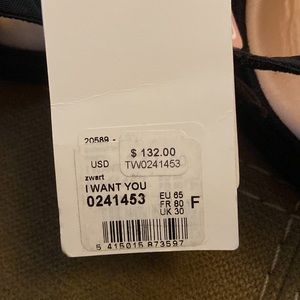 20589 -
USD
$ 132.00
TW0241453
zwart
I WANT YOU
0241453
EU 65
FR 80
UK 30
F
5 415015 873597